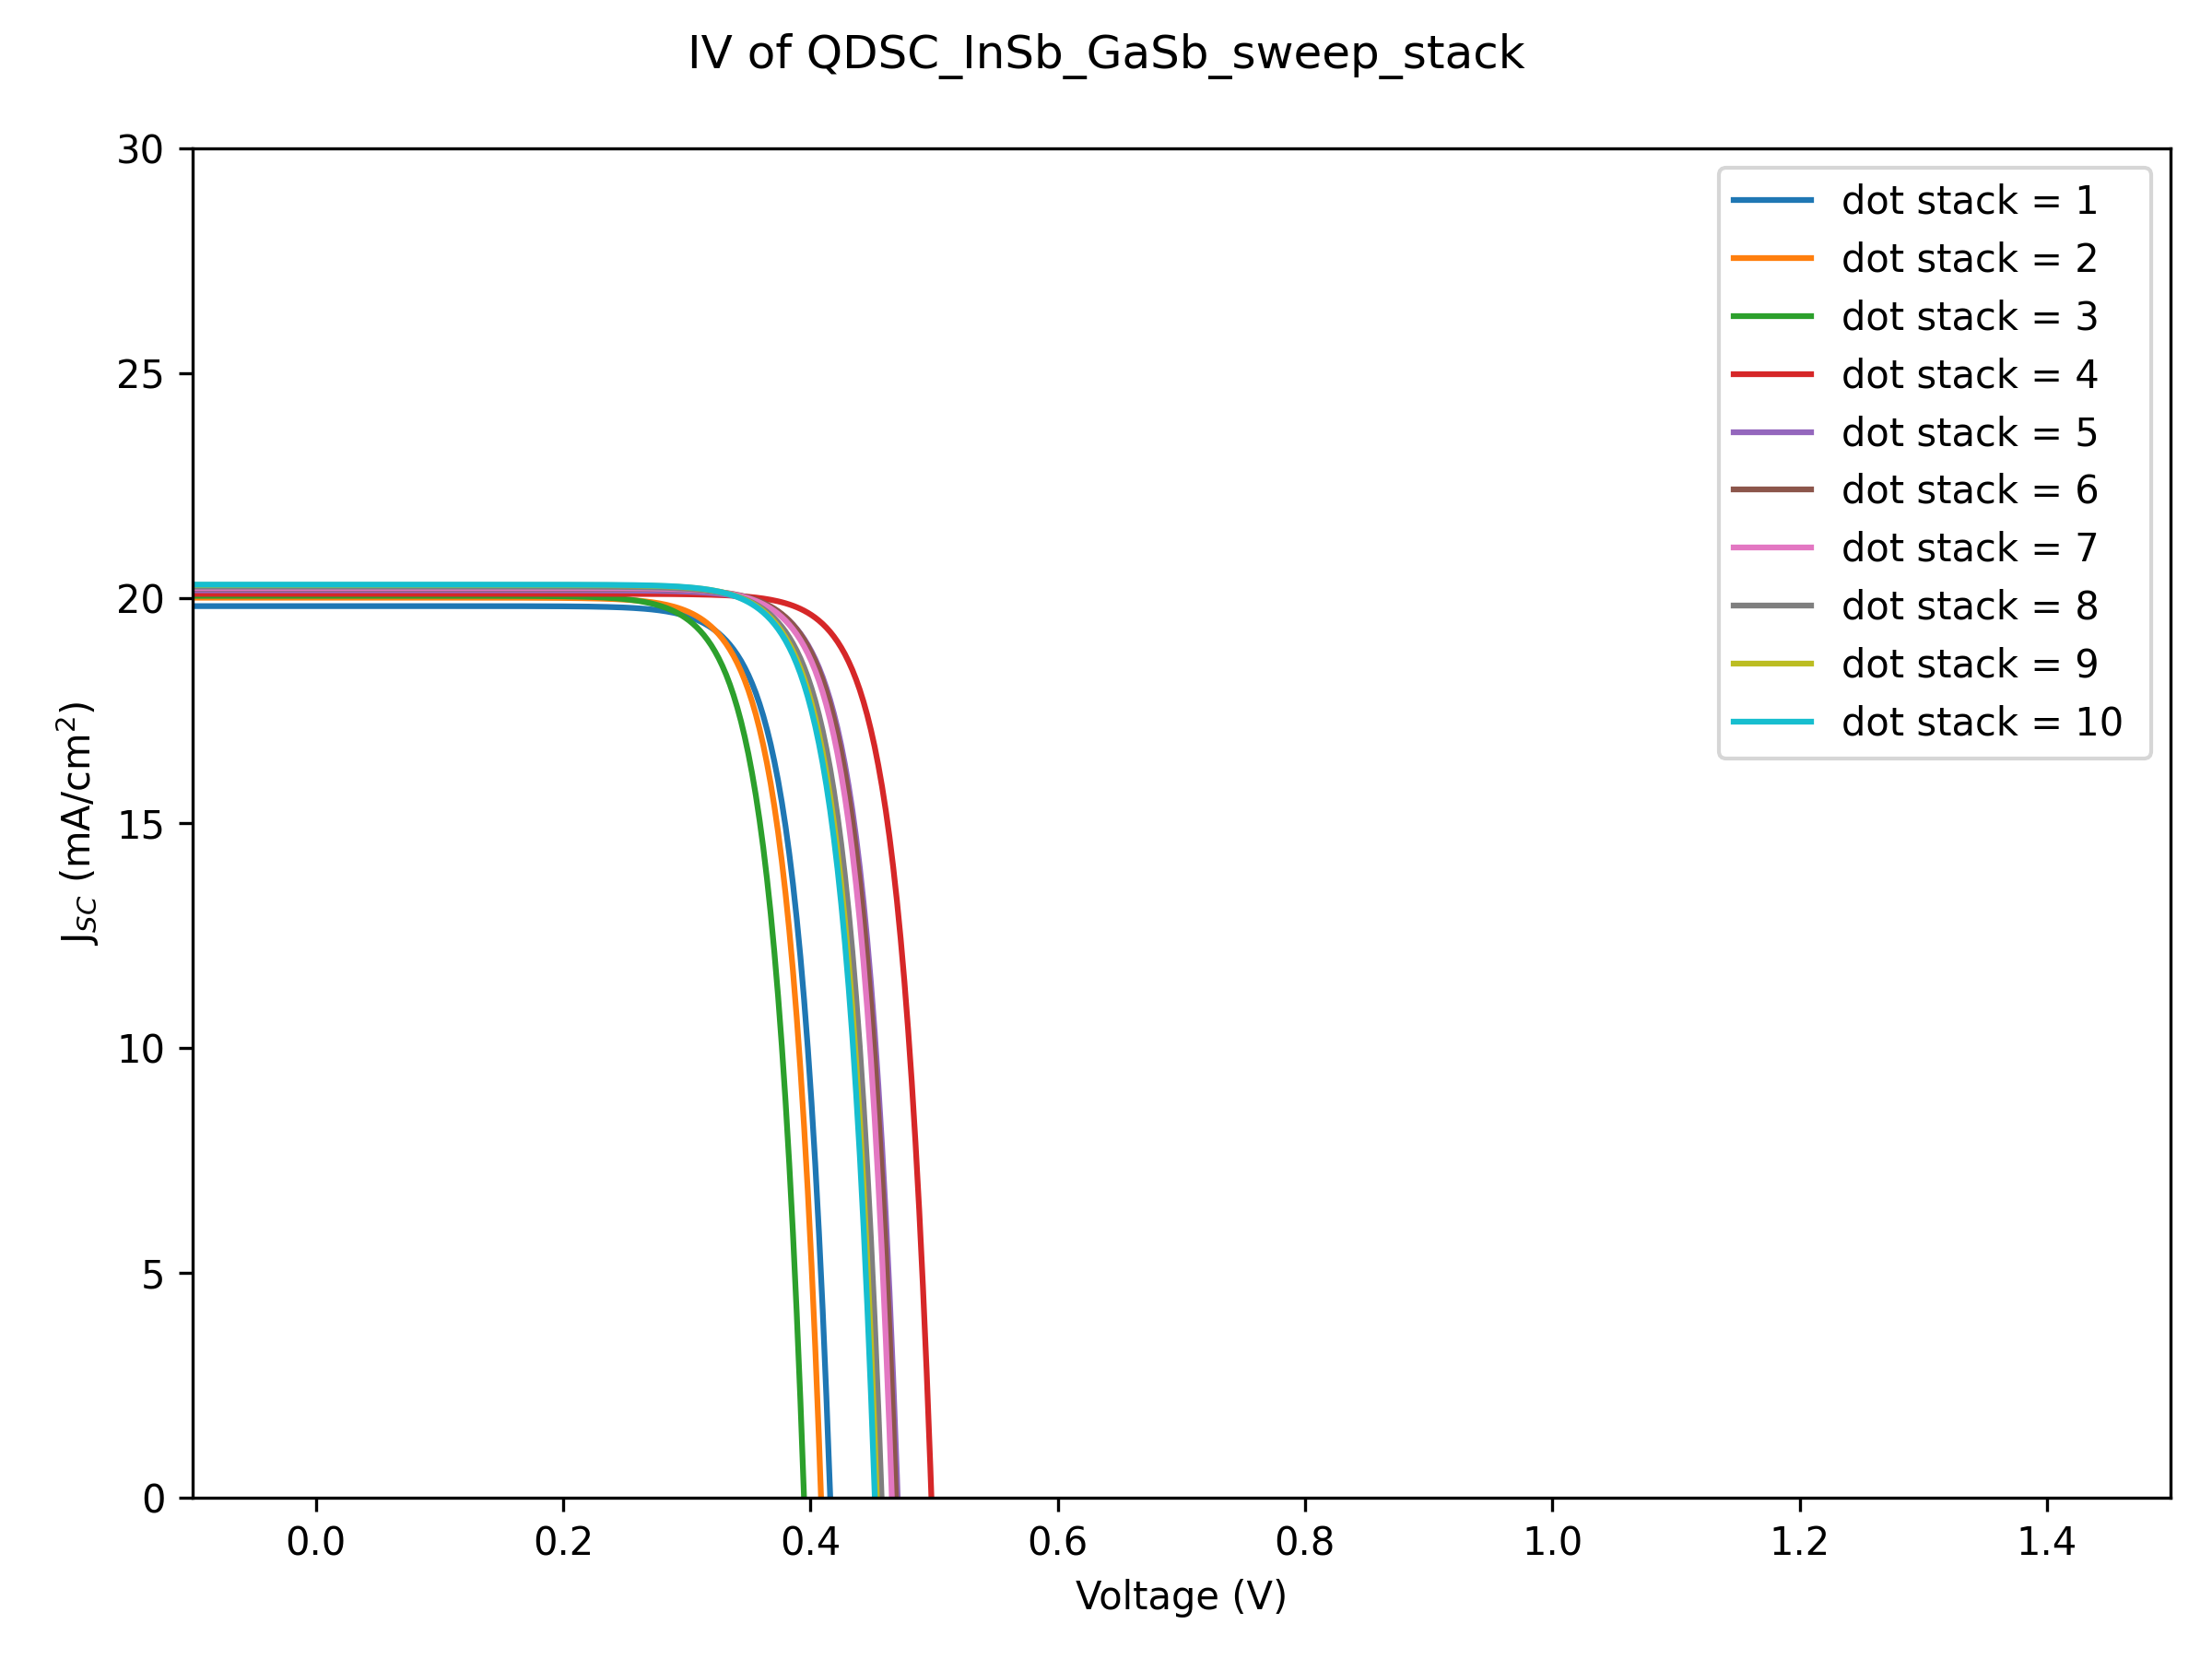 IV of QDSC_InSb_GaSb_sweep_stack
30
25
20
15
10
5
0
J_SC (mA/cm²)
dot stack = 1
dot stack = 2
dot stack = 3
dot stack = 4
dot stack = 5
dot stack = 6
dot stack = 7
dot stack = 8
dot stack = 9
dot stack = 10
0.0 0.2 0.4 0.6 0.8 1.0 1.2 1.4
Voltage (V)